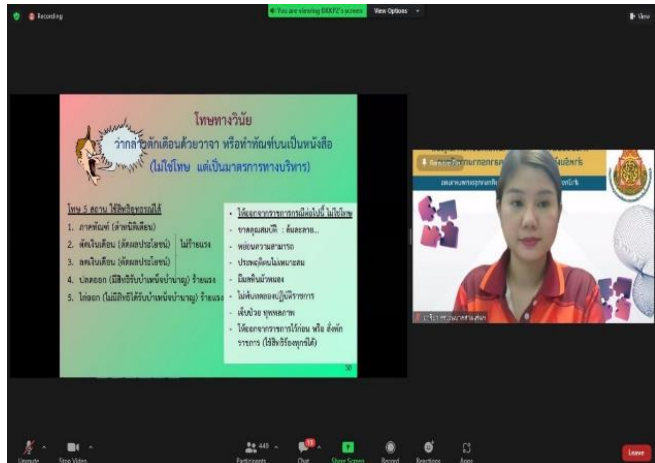 Recording
You are viewing BKKP2's screen
View Options
View
โทษทางวินัย
ว่ากล่าวตักเตือนด้วยวาจา หรือทำทัณฑ์บนเป็นหนังสือ
(ไม่ใช่โทษ แต่เป็นมาตรการทางบริหาร)
โทษ 5 สถาน ใช้สิทธิอุทธรณ์ได้
1. ภาคทัณฑ์ (ตำหนิติเตียน)
2. ตัดเงินเดือน (ตัดผลประโยชน์) ไม่ร้ายแรง
3. ลดเงินเดือน (ตัดผลประโยชน์)
4. ปลดออก (มีสิทธิรับบำเหน็จบำนาญ) ร้ายแรง
5. ไล่ออก (ไม่มีสิทธิได้รับบำเหน็จบำนาญ) ร้ายแรง
• ให้ออกจากราชการกรณีต่อไปนี้ ไม่ใช่โทษ
- ขาดคุณสมบัติ : ล้มละลาย...
- หย่อนความสามารถ
- ประพฤติตนไม่เหมาะสม
- มีมลทินมัวหมอง
- ไม่พ้นทดลองปฏิบัติราชการ
- เจ็บป่วย ทุพพลภาพ
- ให้ออกจากราชการไว้ก่อน หรือ สั่งพัก
ราชการ (ใช้สิทธิร้องทุกข์ได้)
50
Unmute
Stop Video
Participants
449
Chat
Share Screen
Record
Reactions
Apps
Leave